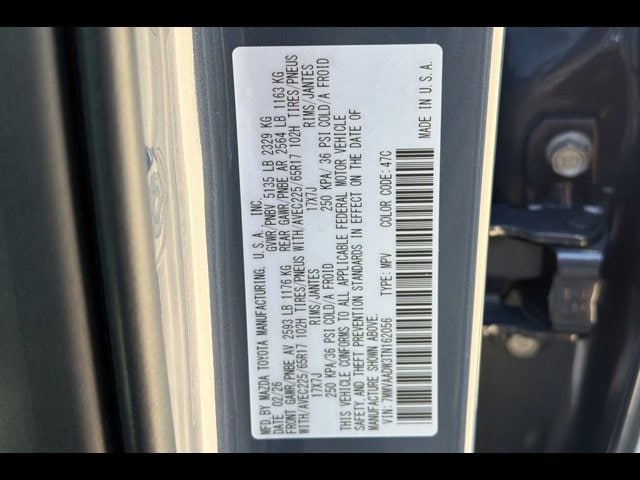 MFD.BY MAZDA TOYOTA MANUFACTURING, U.S.A., INC.
DATE: 02/26 GVWR/PNBV 5135 LB 2329 KG
FRONT GAWR/PNBE AV 2593 LB 1176 KG REAR GAWR/PNBE AR 2564 LB 1163 KG
WITH/AVEC225/65R17 102H TIRES/PNEUS WITH/AVEC225/65R17 102H TIRES/PNEUS
17X7J RIMS/JANTES 17X7J RIMS/JANTES
250 KPA/36 PSI COLD/A FROID 250 KPA/36 PSI COLD/A FROID
THIS VEHICLE CONFORMS TO ALL APPLICABLE FEDERAL MOTOR VEHICLE
SAFETY AND THEFT PREVENTION STANDARDS IN EFFECT ON THE DATE OF
MANUFACTURE SHOWN ABOVE.
VIN:7MMVAADW3TN162056 TYPE: MPV COLOR CODE:47C MADE IN U.S.A.